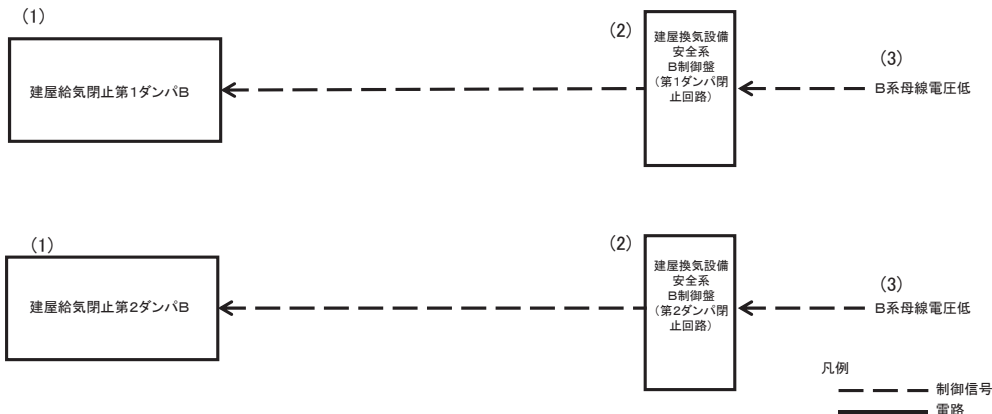 (1)
建屋給気閉止第1ダンパB
(2)
建屋換気設備
安全系
B制御盤
(第1ダンパ閉
止回路)
(3)
B系母線電圧低
(1)
建屋給気閉止第2ダンパB
(2)
建屋換気設備
安全系
B制御盤
(第2ダンパ閉
止回路)
(3)
B系母線電圧低
凡例
制御信号
電路